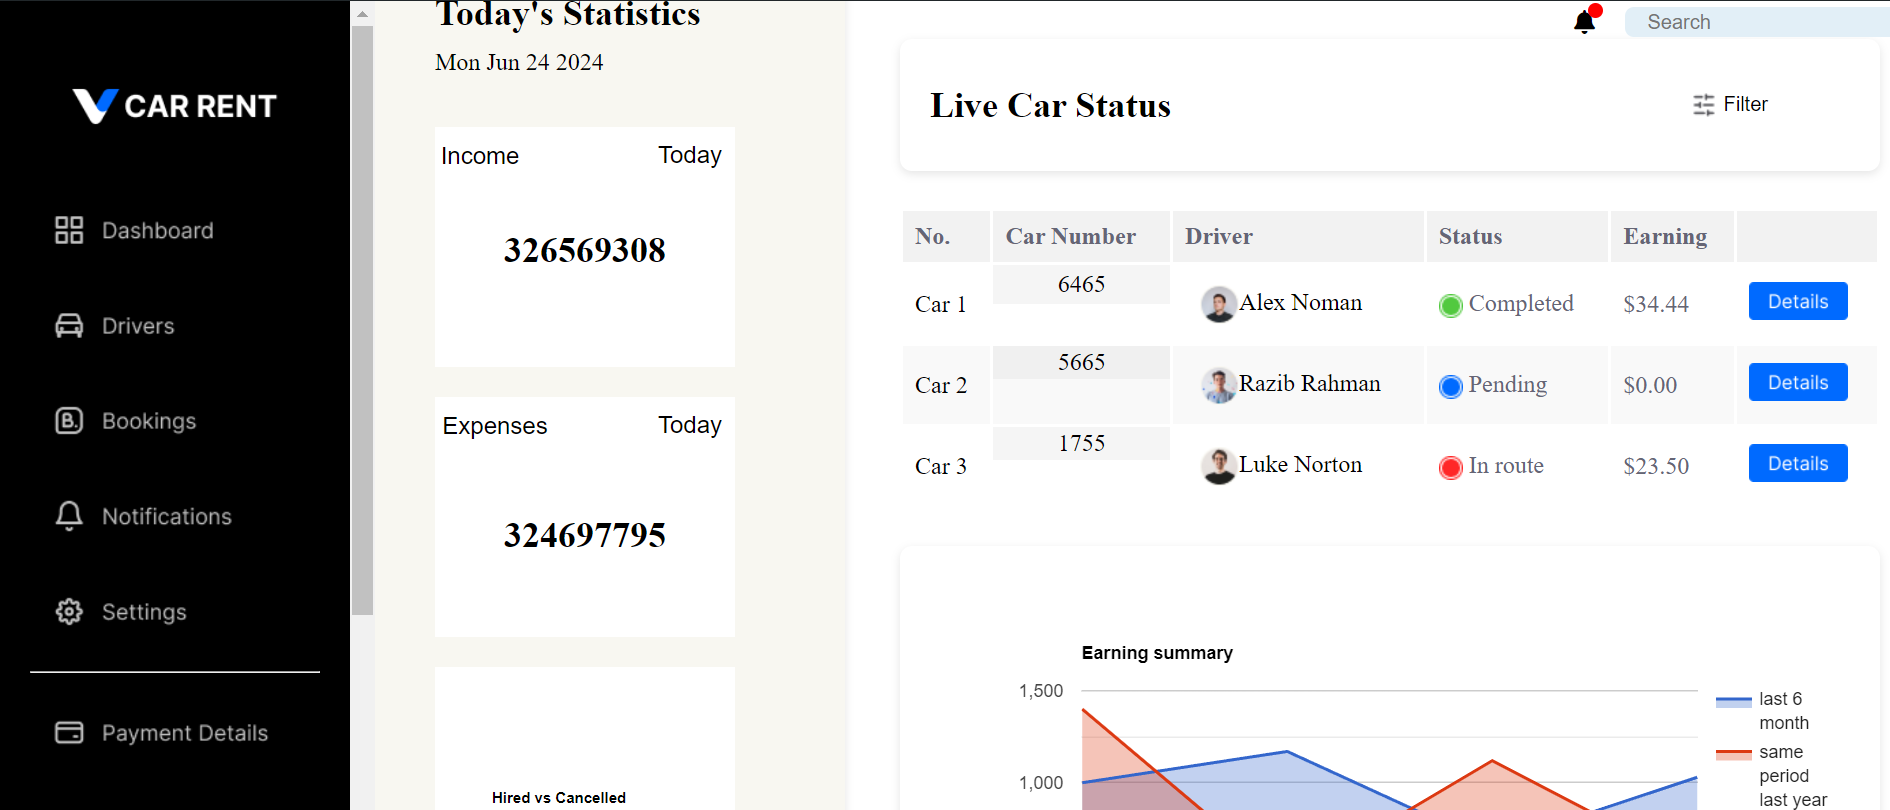 CAR RENT
Dashboard
Drivers
B. Bookings
Notifications
Settings
Payment Details
Today's Statistics
Mon Jun 24 2024
Income Today
326569308
Expenses Today
324697795
Hired vs Cancelled
Search
Live Car Status
Filter
No. Car Number Driver Status Earning
Car 1 6465 Alex Noman Completed $34.44 Details
Car 2 5665 Razib Rahman Pending $0.00 Details
Car 3 1755 Luke Norton In route $23.50 Details
Earning summary
1,500
1,000
last 6
month
same
period
last year